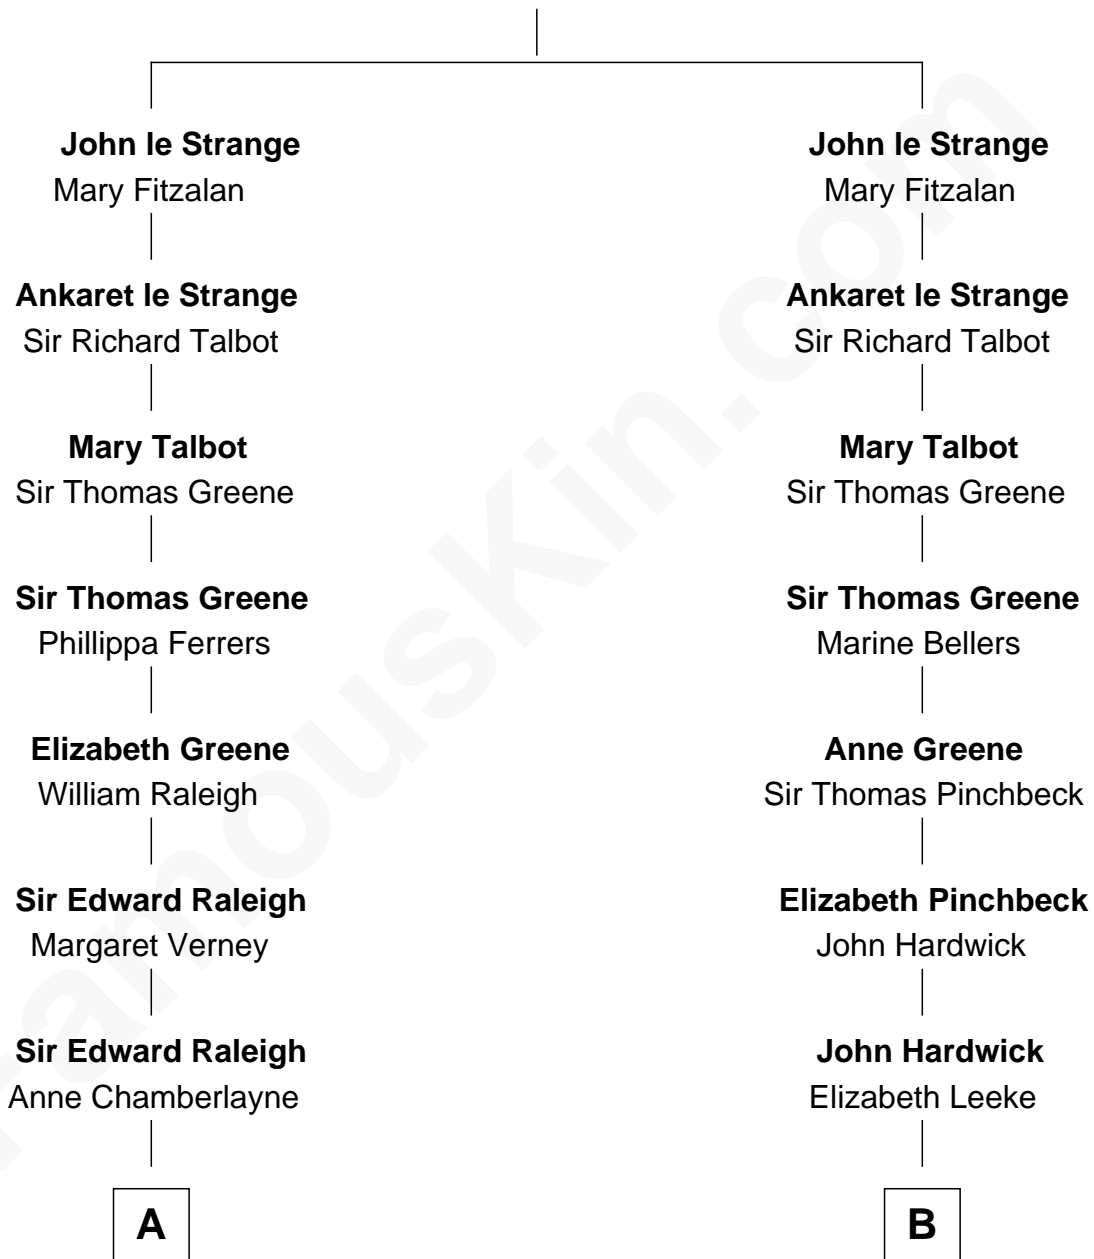 John le Strange
Mary Fitzalan
Ankaret le Strange
Sir Richard Talbot
Mary Talbot
Sir Thomas Greene
Sir Thomas Greene
Phillippa Ferrers
Elizabeth Greene
William Raleigh
Sir Edward Raleigh
Margaret Verney
Sir Edward Raleigh
Anne Chamberlayne
A
John le Strange
Mary Fitzalan
Ankaret le Strange
Sir Richard Talbot
Mary Talbot
Sir Thomas Greene
Sir Thomas Greene
Marine Bellers
Anne Greene
Sir Thomas Pinchbeck
Elizabeth Pinchbeck
John Hardwick
John Hardwick
Elizabeth Leeke
B
FamousKin.com